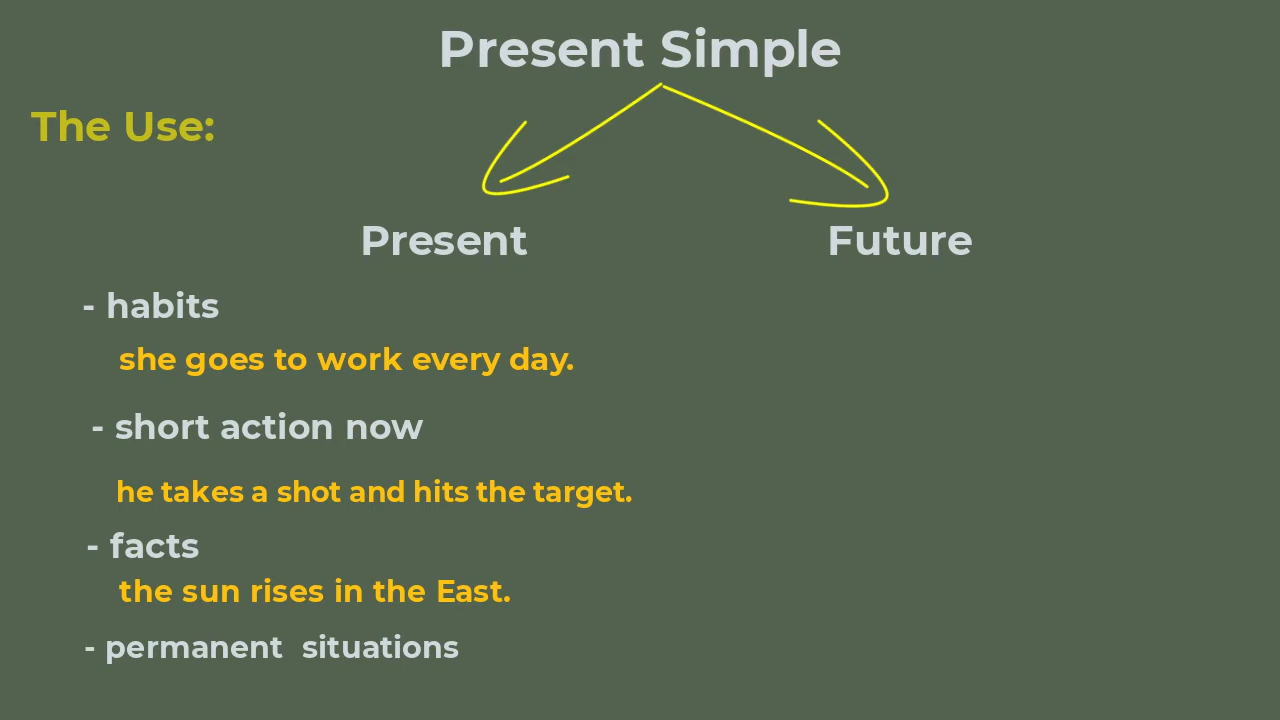 Present Simple
The Use:
Present
Future
- habits
she goes to work every day.
- short action now
he takes a shot and hits the target.
- facts
the sun rises in the East.
- permanent situations